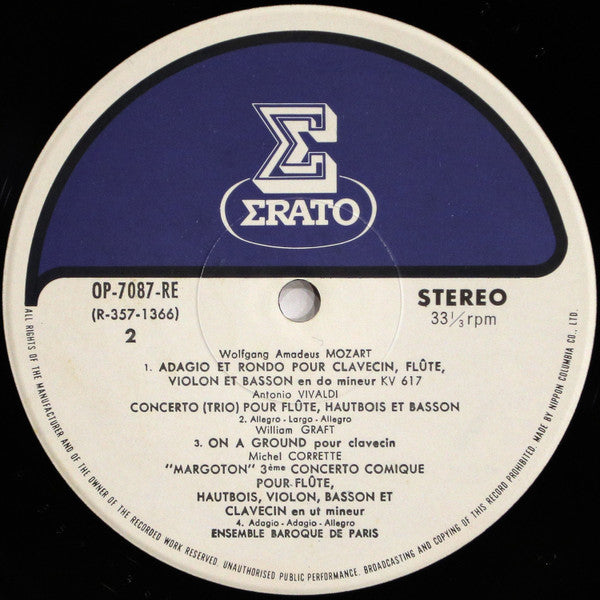 ΣRATO
OP-7087-RE
(R-357-1366)
2
STEREO
33 1/3 rpm
Wolfgang Amadeus MOZART
1. ADAGIO ET RONDO POUR CLAVECIN, FLÛTE,
VIOLON ET BASSON en do mineur KV 617
Antonio VIVALDI
CONCERTO (TRIO) POUR FLÛTE, HAUTBOIS ET BASSON
2. Allegro - Largo - Allegro
William GRAFT
3. ON A GROUND pour clavecin
Michel CORRETTE
"MARGOTON" 3ème CONCERTO COMIQUE
POUR FLÛTE,
HAUTBOIS, VIOLON, BASSON ET
CLAVECIN en ut mineur
4. Adagio - Adagio - Allegro
ENSEMBLE BAROQUE DE PARIS
ALL RIGHTS OF THE MANUFACTURER AND OF THE OWNER OF THE RECORDED WORK RESERVED. UNAUTHORISED PUBLIC PERFORMANCE. BROADCASTING AND COPYING OF THIS RECORD PROHIBITED. MADE BY NIPPON COLUMBIA CO., LTD.